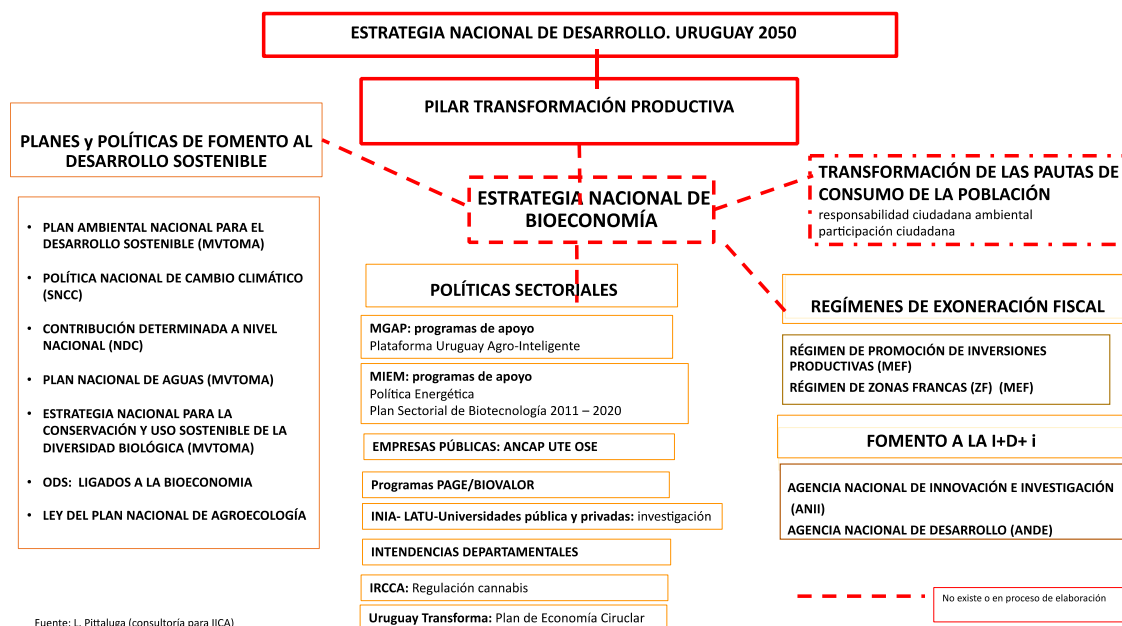 ESTRATEGIA NACIONAL DE DESARROLLO. URUGUAY 2050
PILAR TRANSFORMACIÓN PRODUCTIVA
PLANES y POLÍTICAS DE FOMENTO AL
DESARROLLO SOSTENIBLE
• PLAN AMBIENTAL NACIONAL PARA EL
DESARROLLO SOSTENIBLE (MVTOMA)
• POLÍTICA NACIONAL DE CAMBIO CLIMÁTICO
(SNCC)
• CONTRIBUCIÓN DETERMINADA A NIVEL
NACIONAL (NDC)
• PLAN NACIONAL DE AGUAS (MVTOMA)
• ESTRATEGIA NACIONAL PARA LA
CONSERVACIÓN Y USO SOSTENIBLE DE LA
DIVERSIDAD BIOLÓGICA (MVTOMA)
• ODS: LIGADOS A LA BIOECONOMIA
• LEY DEL PLAN NACIONAL DE AGROECOLOGÍA
ESTRATEGIA NACIONAL DE
BIOECONOMÍA
POLÍTICAS SECTORIALES
MGAP: programas de apoyo
Plataforma Uruguay Agro-Inteligente
MIEM: programas de apoyo
Política Energética
Plan Sectorial de Biotecnología 2011 – 2020
EMPRESAS PÚBLICAS: ANCAP UTE OSE
Programas PAGE/BIOVALOR
INIA- LATU-Universidades pública y privadas: investigación
INTENDENCIAS DEPARTAMENTALES
IRCCA: Regulación cannabis
Uruguay Transforma: Plan de Economía Ciruclar
TRANSFORMACIÓN DE LAS PAUTAS DE
CONSUMO DE LA POBLACIÓN
responsabilidad ciudadana ambiental
participación ciudadana
REGÍMENES DE EXONERACIÓN FISCAL
RÉGIMEN DE PROMOCIÓN DE INVERSIONES
PRODUCTIVAS (MEF)
RÉGIMEN DE ZONAS FRANCAS (ZF) (MEF)
FOMENTO A LA I+D+ i
AGENCIA NACIONAL DE INNOVACIÓN E INVESTIGACIÓN
(ANII)
AGENCIA NACIONAL DE DESARROLLO (ANDE)
No existe o en proceso de elaboración
Fuente: L. Pittaluga (consultoría para IICA)